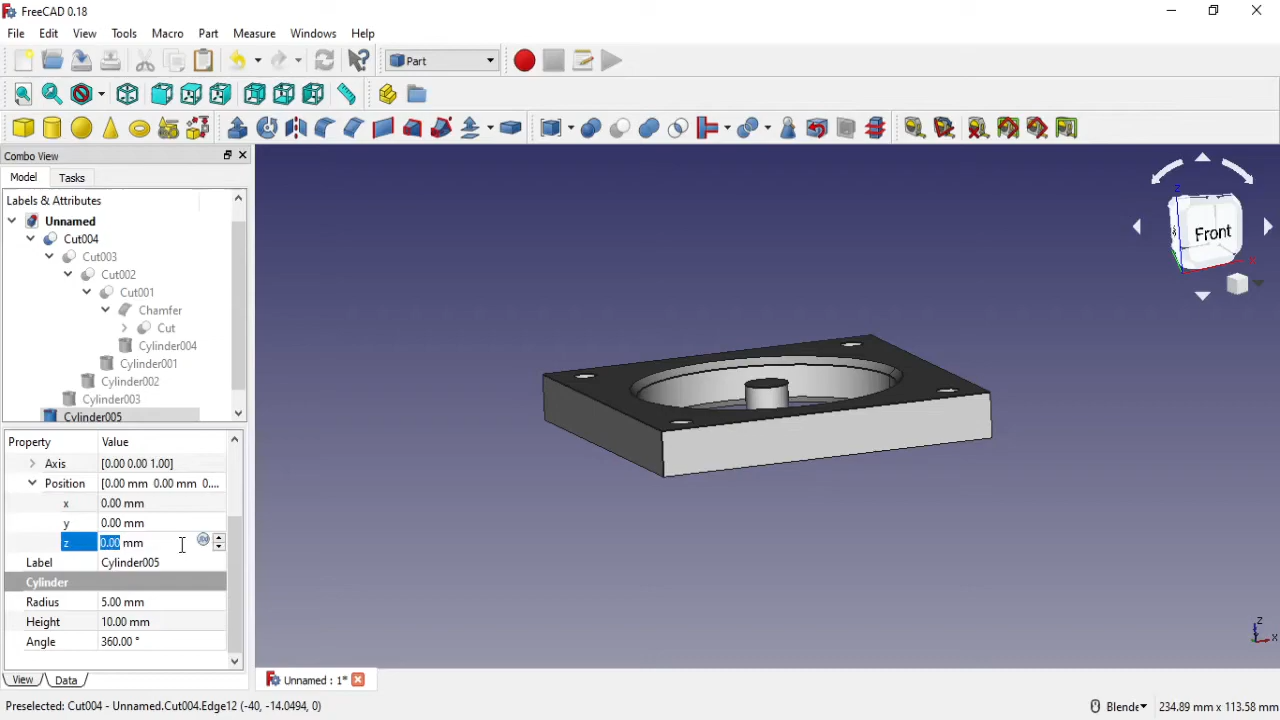 FreeCAD 0.18
File Edit View Tools Macro Part Measure Windows Help
Part
Combo View
Model Tasks
Labels & Attributes
Unnamed
Cut004
Cut003
Cut002
Cut001
Chamfer
Cut
Cylinder004
Cylinder001
Cylinder002
Cylinder003
Cylinder005
Property Value
Axis [0.00 0.00 1.00]
Position [0.00 mm 0.00 mm 0....
x 0.00 mm
y 0.00 mm
z 0.00 mm
Label Cylinder005
Cylinder
Radius 5.00 mm
Height 10.00 mm
Angle 360.00 °
View Data
Front
Z
X
Z
X
Unnamed : 1*
Preselected: Cut004 - Unnamed.Cut004.Edge12 (-40, -14.0494, 0)
Blende
234.89 mm x 113.58 mm